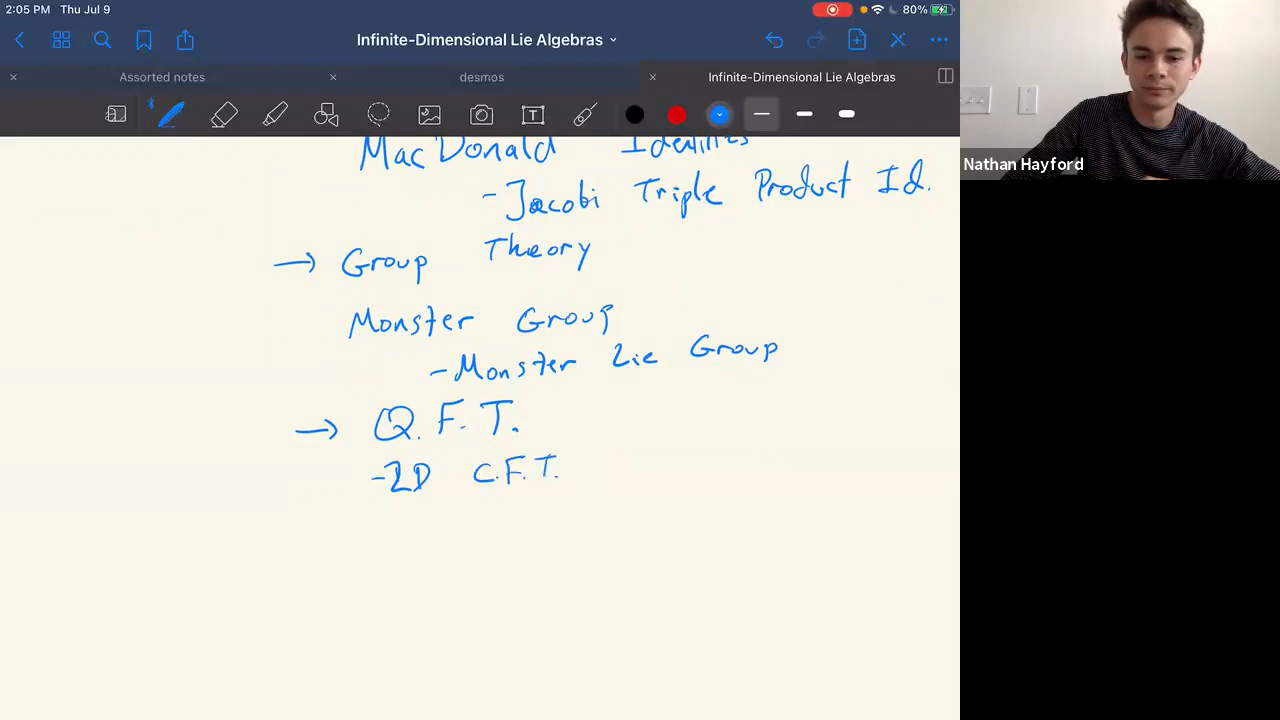 2:05 PM Thu Jul 9
80%
Infinite-Dimensional Lie Algebras
Assorted notes
desmos
Infinite-Dimensional Lie Algebras
T
Nathan Hayford
MacDonald Identities
- Jacobi Triple Product Id.
→ Group Theory
Monster Group
- Monster Lie Group
→ Q.F.T.
- 2D C.F.T.